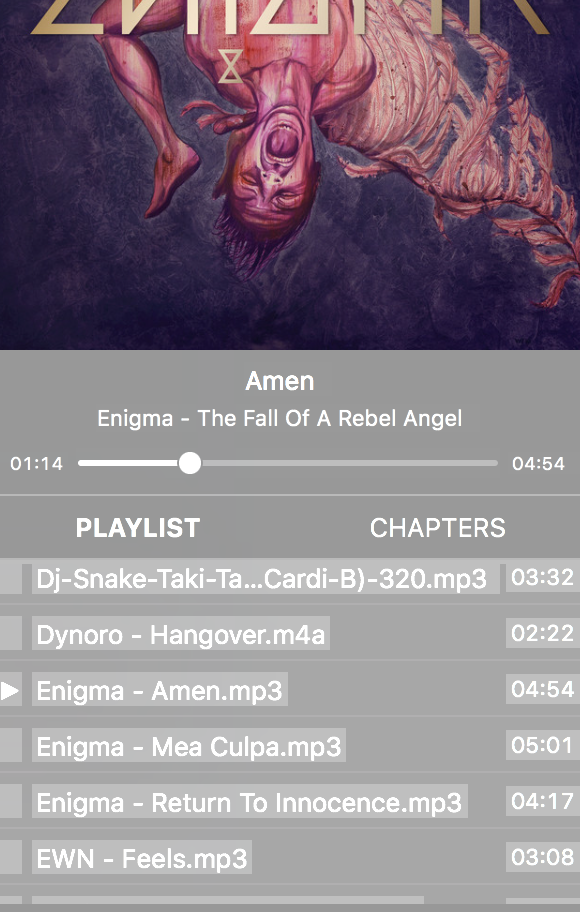 ENIGMA
Amen
Enigma - The Fall Of A Rebel Angel
01:14
04:54
PLAYLIST
CHAPTERS
Dj-Snake-Taki-Ta...Cardi-B)-320.mp3
03:32
Dynoro - Hangover.m4a
02:22
Enigma - Amen.mp3
04:54
Enigma - Mea Culpa.mp3
05:01
Enigma - Return To Innocence.mp3
04:17
EWN - Feels.mp3
03:08